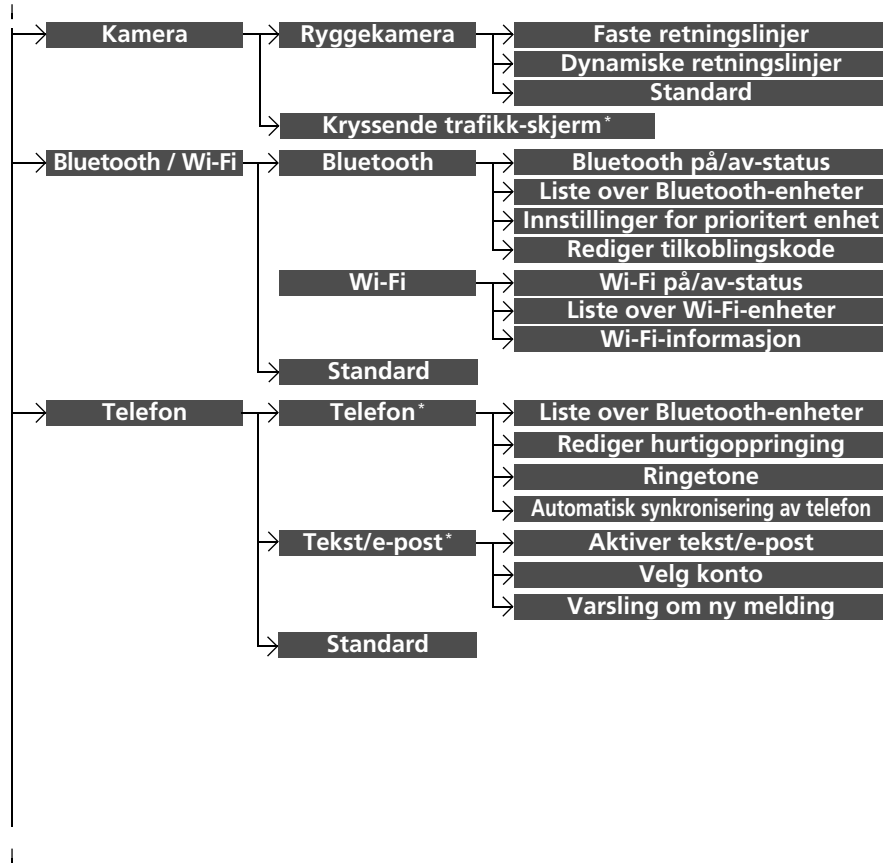 Kamera
Ryggekamera
Faste retningslinjer
Dynamiske retningslinjer
Standard
Kryssende trafikk-skjerm*
Bluetooth / Wi-Fi
Bluetooth
Bluetooth på/av-status
Liste over Bluetooth-enheter
Innstillinger for prioritert enhet
Rediger tilkoblingskode
Wi-Fi
Wi-Fi på/av-status
Liste over Wi-Fi-enheter
Wi-Fi-informasjon
Standard
Telefon
Telefon*
Liste over Bluetooth-enheter
Rediger hurtigoppringing
Ringetone
Automatisk synkronisering av telefon
Tekst/e-post*
Aktiver tekst/e-post
Velg konto
Varsling om ny melding
Standard